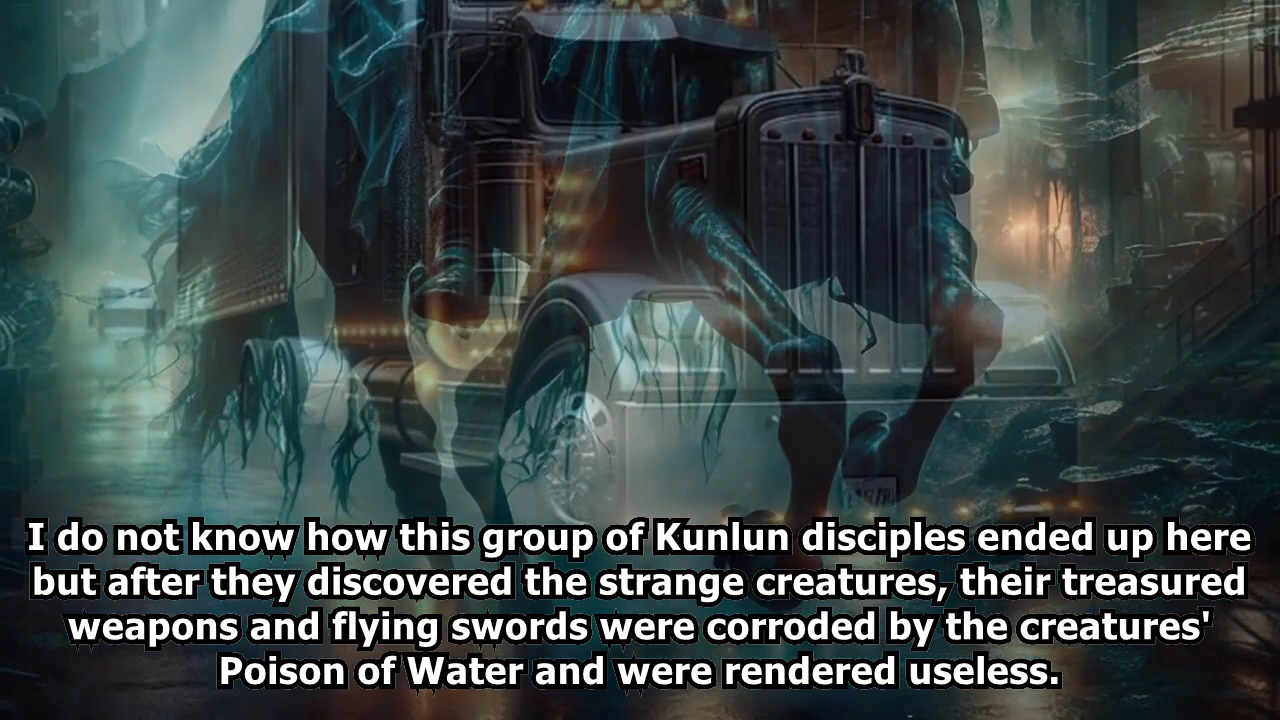 I do not know how this group of Kunlun disciples ended up here
but after they discovered the strange creatures, their treasured
weapons and flying swords were corroded by the creatures'
Poison of Water and were rendered useless.